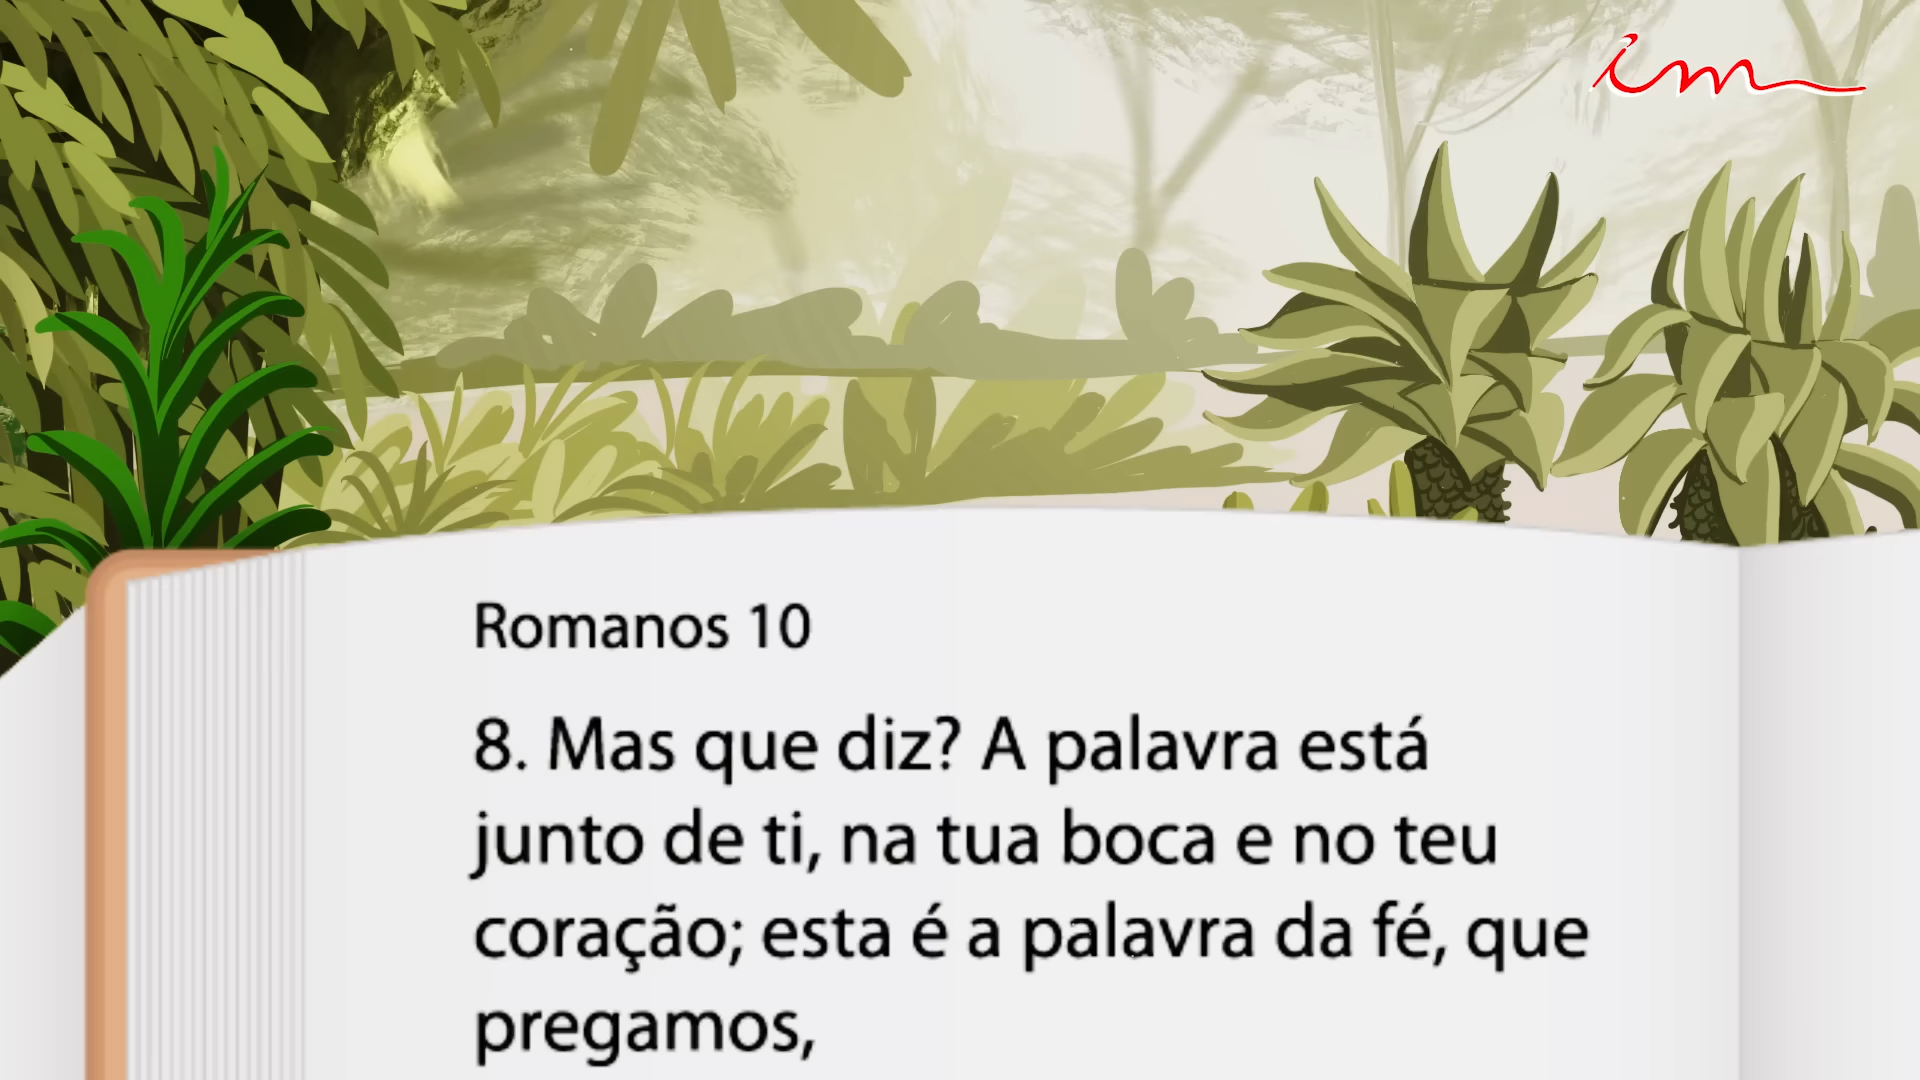 im
Romanos 10
8. Mas que diz? A palavra está
junto de ti, na tua boca e no teu
coração; esta é a palavra da fé, que
pregamos,